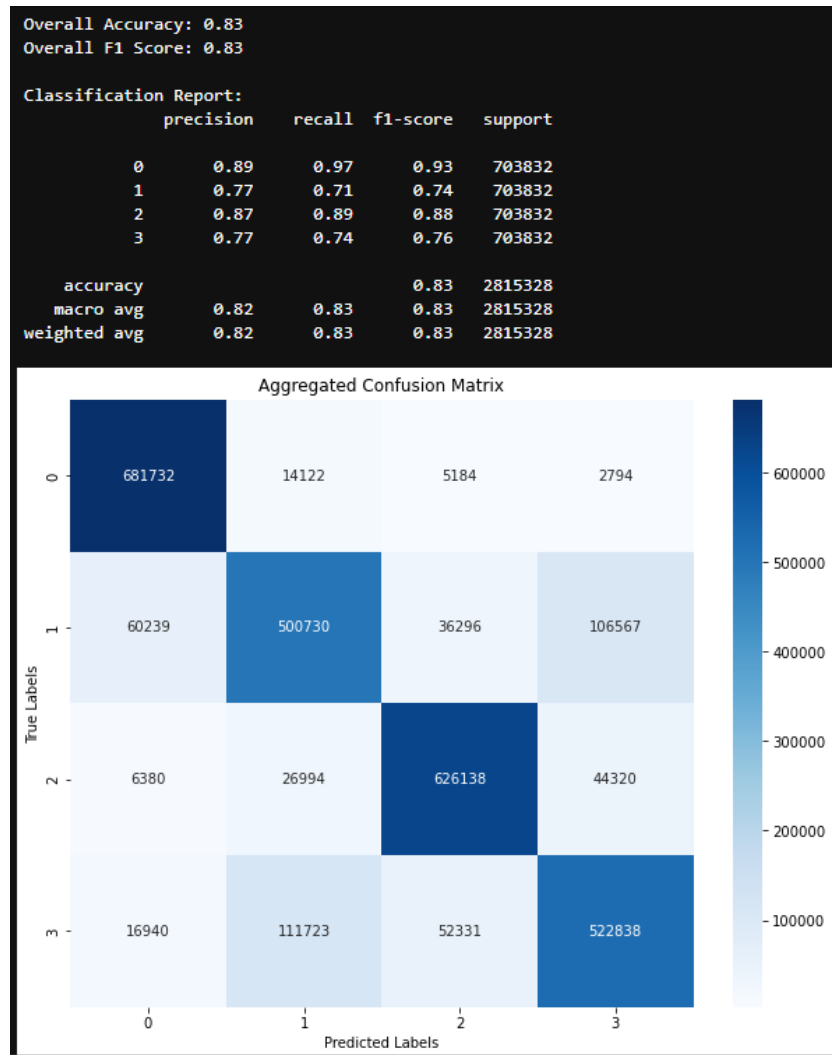 Overall Accuracy: 0.83
Overall F1 Score: 0.83
Classification Report:
precision recall f1-score support
0 0.89 0.97 0.93 703832
1 0.77 0.71 0.74 703832
2 0.87 0.89 0.88 703832
3 0.77 0.74 0.76 703832
accuracy 0.83 2815328
macro avg 0.82 0.83 0.83 2815328
weighted avg 0.82 0.83 0.83 2815328
Aggregated Confusion Matrix
0 681732 14122 5184 2794
1 60239 500730 36296 106567
2 6380 26994 626138 44320
3 16940 111723 52331 522838
0 1 2 3
Predicted Labels
True Labels
600000
500000
400000
300000
200000
100000